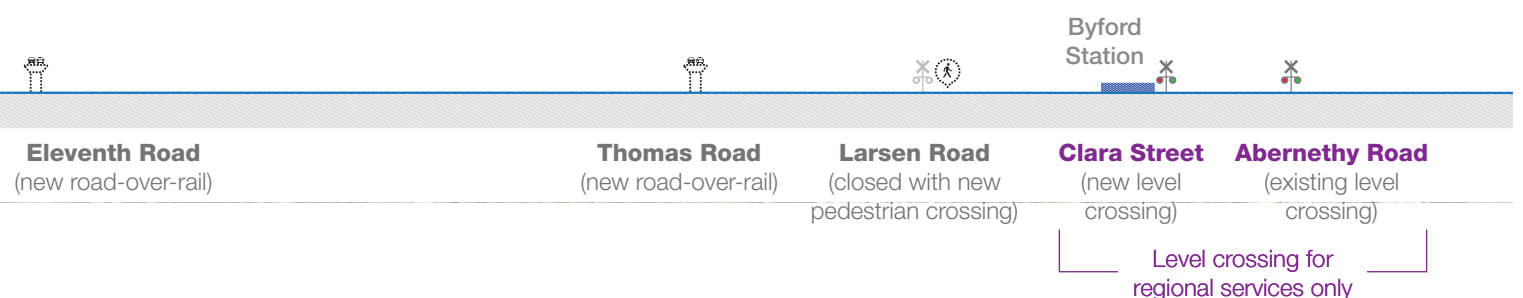 Byford
Station
Eleventh Road
(new road-over-rail)
Thomas Road
(new road-over-rail)
Larsen Road
(closed with new
pedestrian crossing)
Clara Street
(new level
crossing)
Abernethy Road
(existing level
crossing)
Level crossing for
regional services only